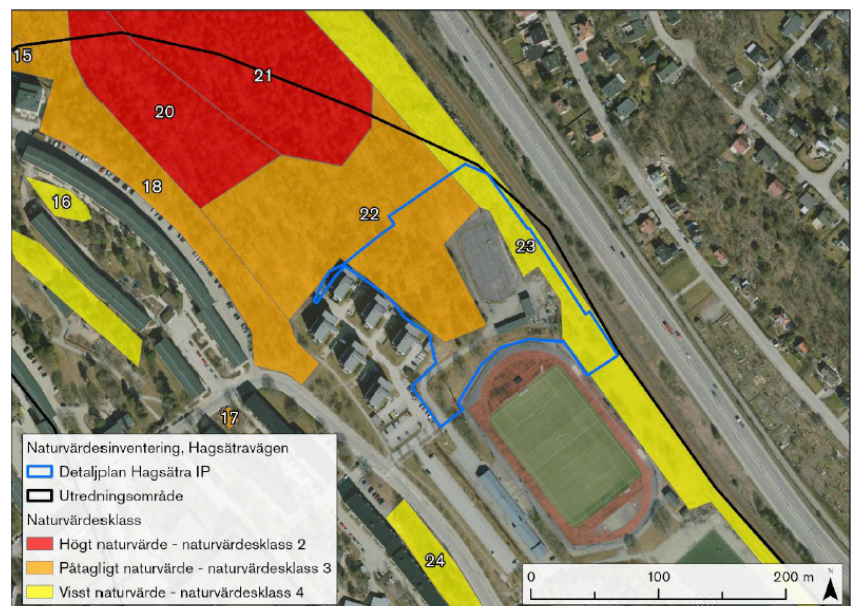 15
21
20
18
22
16
23
17
24
Naturvärdesinventering, Hagsätravägen
Detaljplan Hagsätra IP
Utredningsområde
Naturvärdesklass
Högt naturvärde - naturvärdesklass 2
Påtagligt naturvärde - naturvärdesklass 3
Visst naturvärde - naturvärdesklass 4
0 100 200 m
N